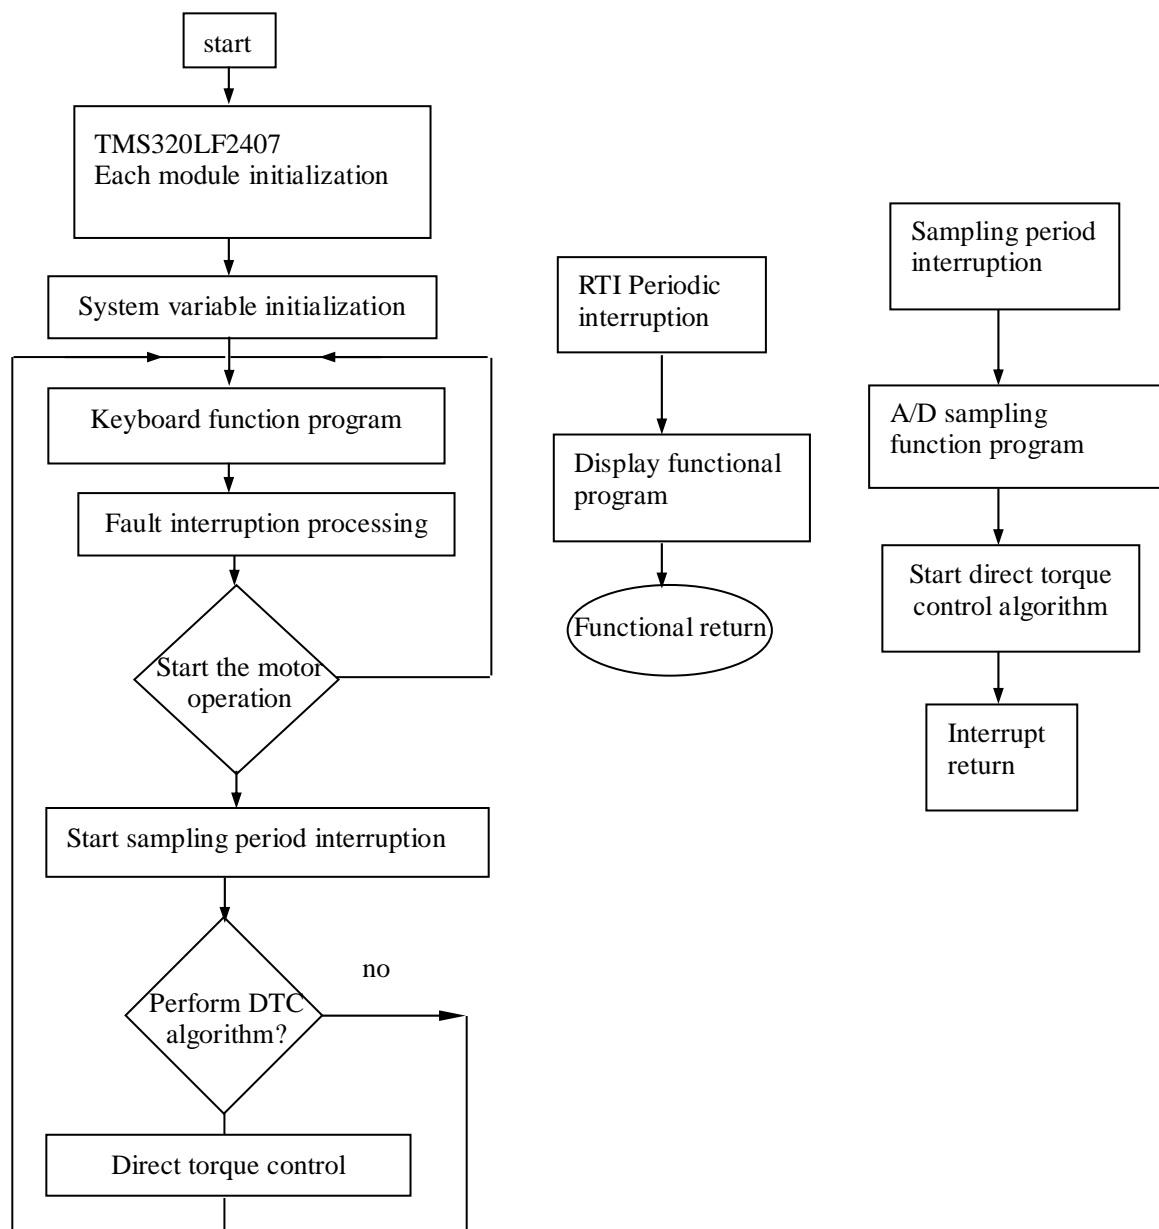 start
TMS320LF2407
Each module initialization
System variable initialization
Keyboard function program
Fault interruption processing
Start the motor
operation
Start sampling period interruption
no
Perform DTC
algorithm?
Direct torque control
RTI Periodic
interruption
Display functional
program
Functional return
Sampling period
interruption
A/D sampling
function program
Start direct torque
control algorithm
Interrupt
return